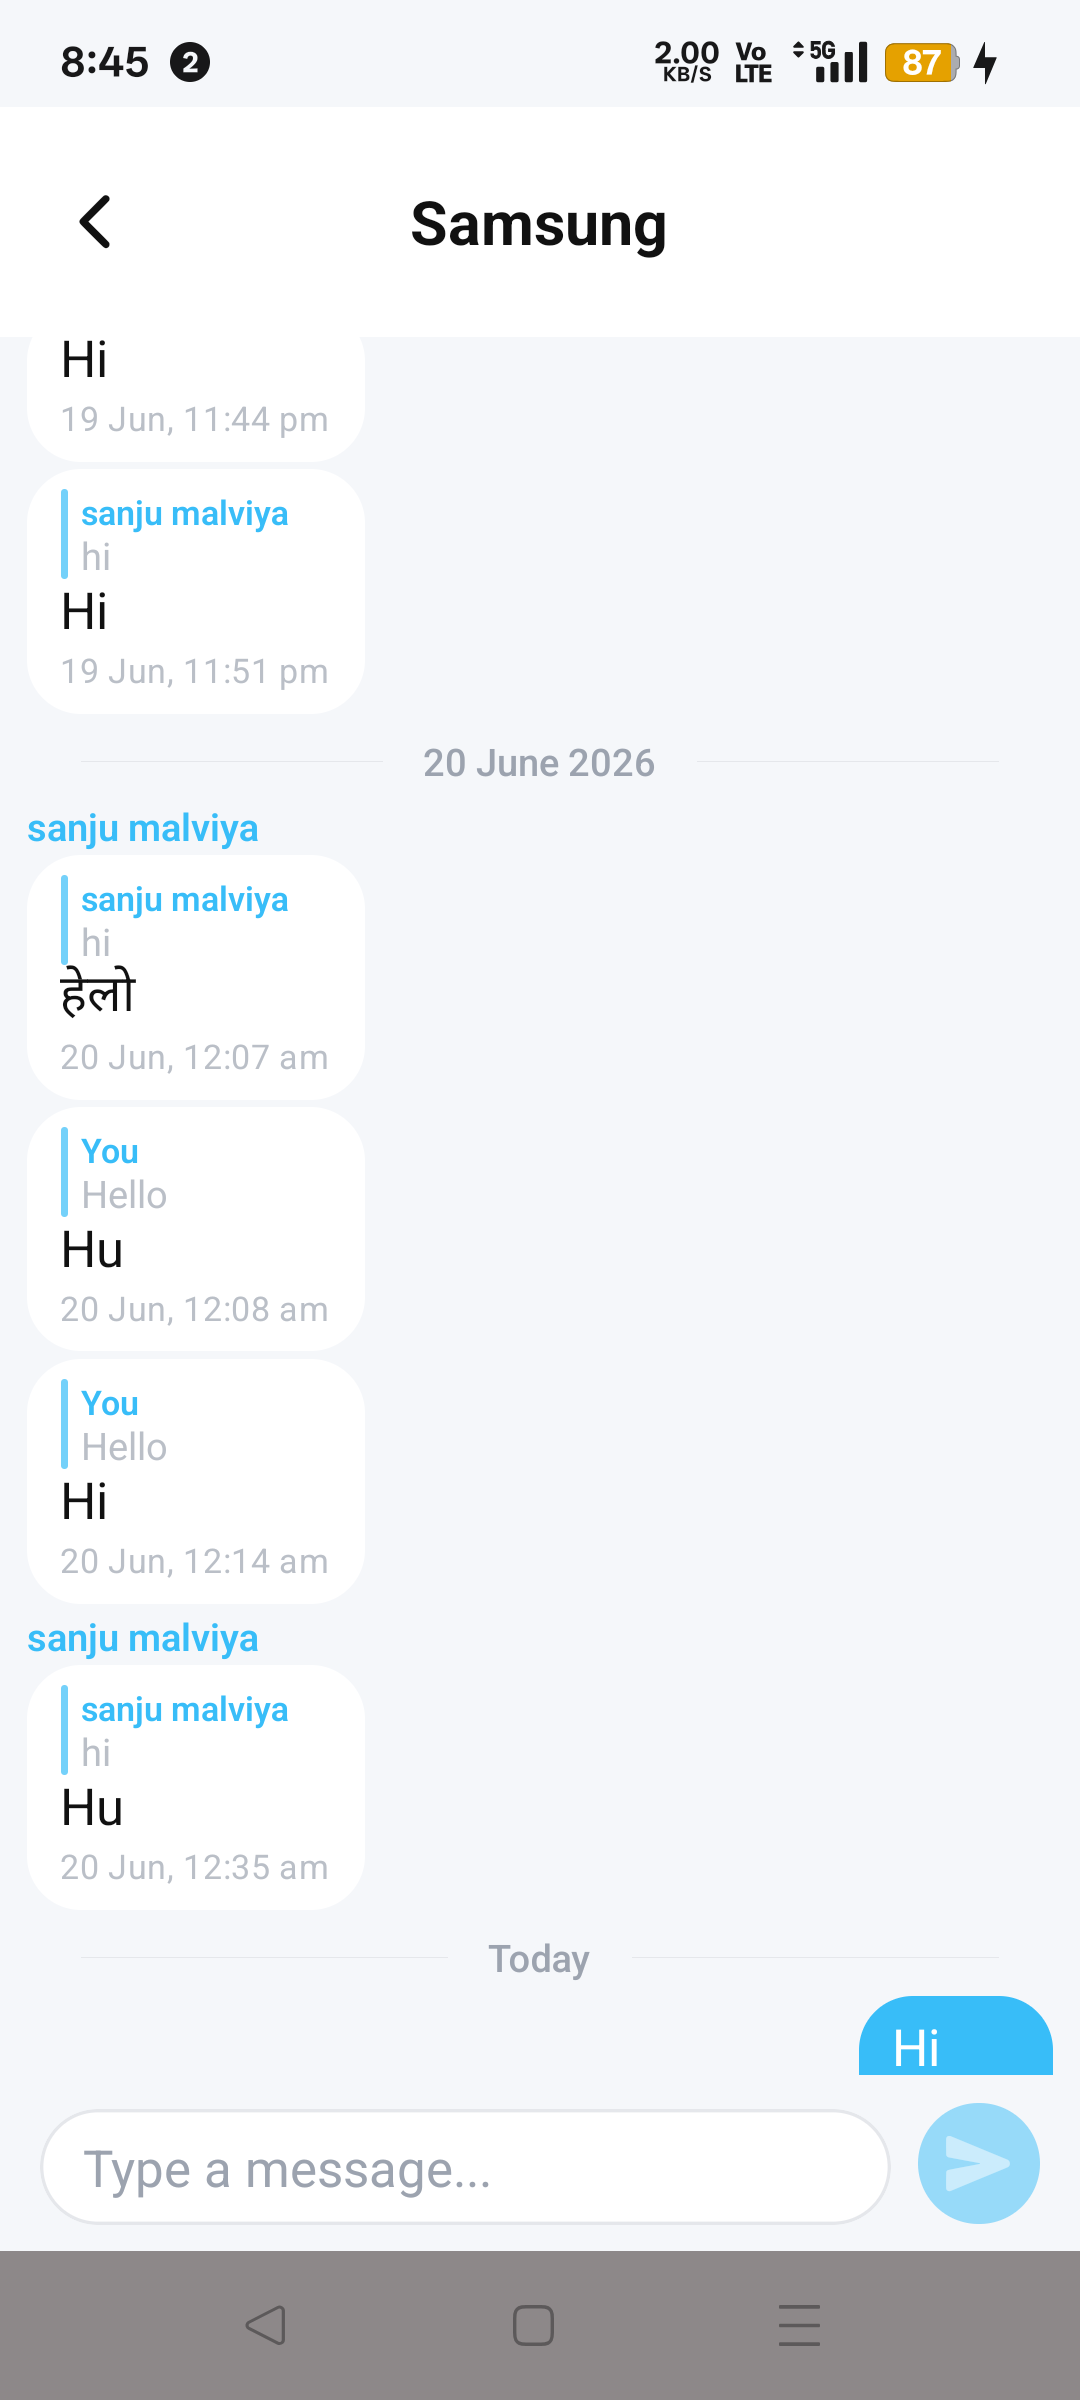 8:45 2 2.00 KB/S Vo LTE 5G 87
Samsung
Hi
19 Jun, 11:44 pm
sanju malviya
hi
Hi
19 Jun, 11:51 pm
20 June 2026
sanju malviya
sanju malviya
hi
हेलो
20 Jun, 12:07 am
You
Hello
Hu
20 Jun, 12:08 am
You
Hello
Hi
20 Jun, 12:14 am
sanju malviya
sanju malviya
hi
Hu
20 Jun, 12:35 am
Today
Hi
Type a message...